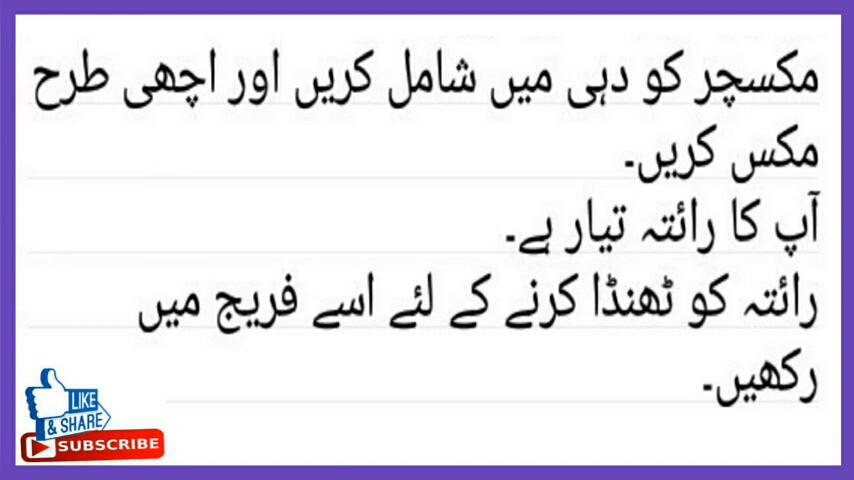 مکسچر کو دہی میں شامل کریں اور اچھی طرح
مکس کریں۔
آپ کا رائتہ تیار ہے۔
رائتہ کو ٹھنڈا کرنے کے لئے اسے فریج میں
رکھیں۔
LIKE
& SHARE
SUBSCRIBE